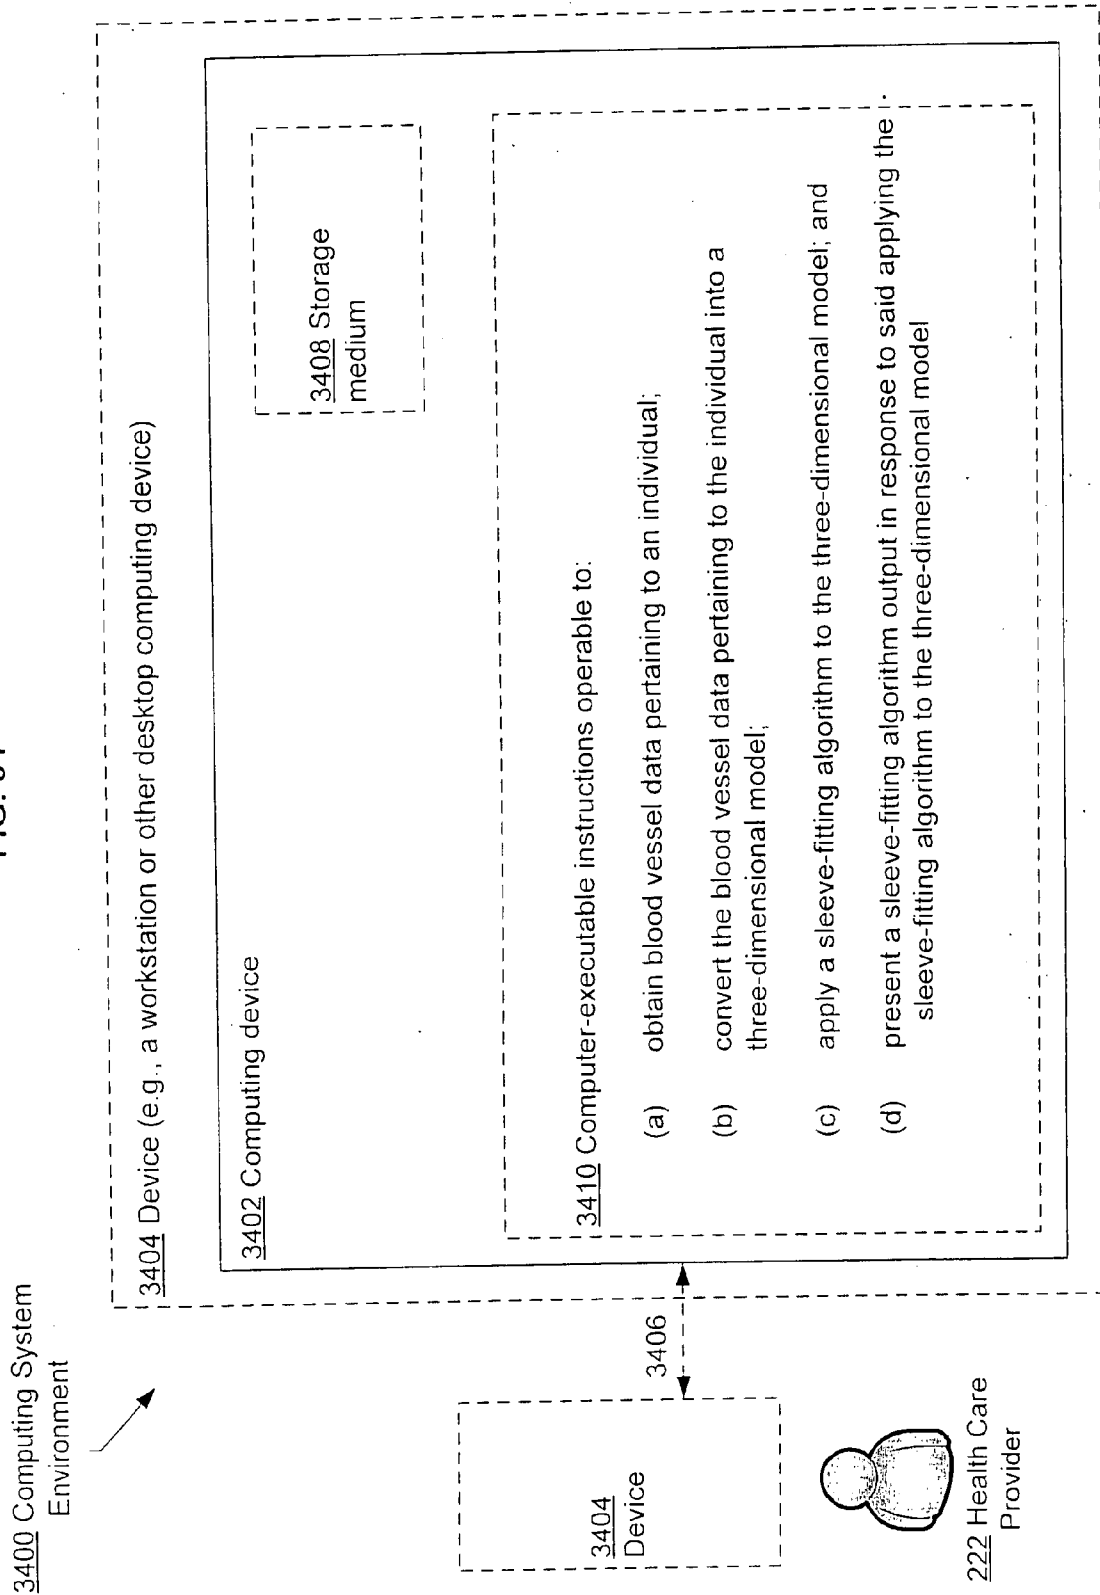 3400 Computing System
Environment
3404 Device (e.g., a workstation or other desktop computing device)
3402 Computing device
3408 Storage
medium
3410 Computer-executable instructions operable to:
(a) obtain blood vessel data pertaining to an individual;
(b) convert the blood vessel data pertaining to the individual into a
three-dimensional model;
(c) apply a sleeve-fitting algorithm to the three-dimensional model; and
(d) present a sleeve-fitting algorithm output in response to said applying the
sleeve-fitting algorithm to the three-dimensional model
3406
3404
Device
222 Health Care
Provider